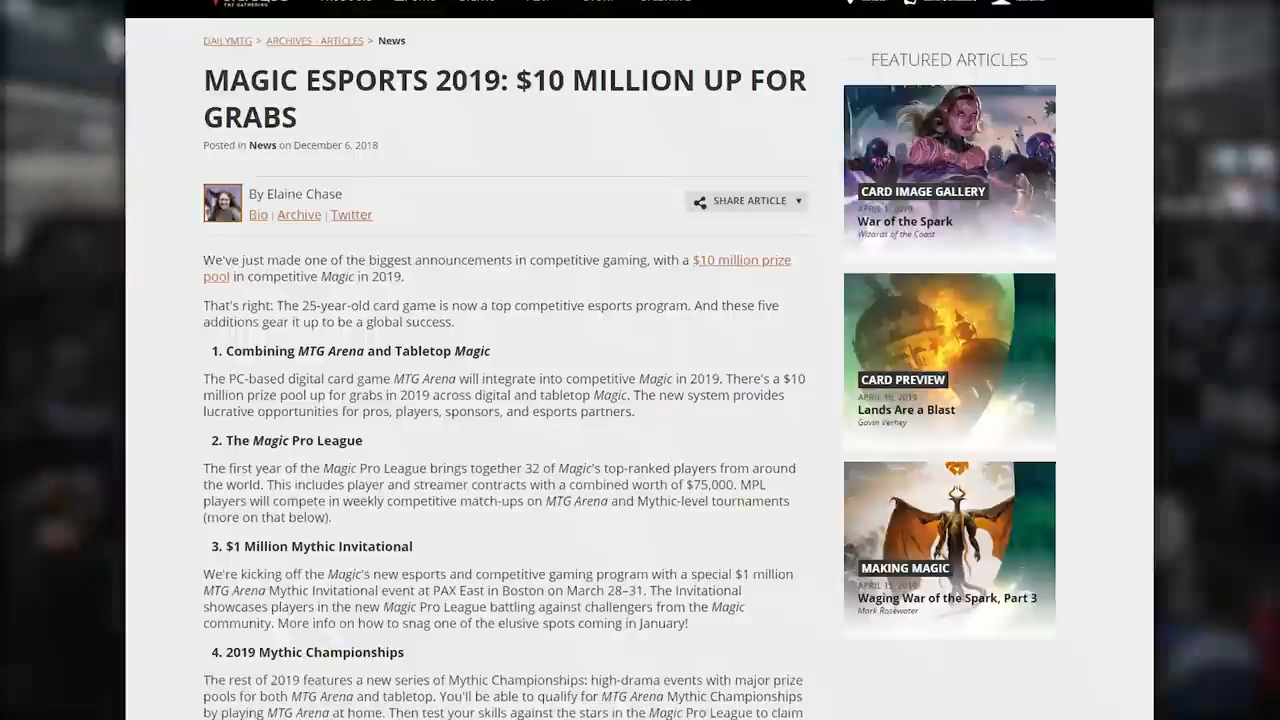 THE GATHERING
DAILYMTG > ARCHIVES - ARTICLES > News
MAGIC ESPORTS 2019: $10 MILLION UP FOR
GRABS
Posted in News on December 6, 2018
By Elaine Chase
Bio | Archive | Twitter
SHARE ARTICLE
We've just made one of the biggest announcements in competitive gaming, with a $10 million prize
pool in competitive Magic in 2019.
That's right: The 25-year-old card game is now a top competitive esports program. And these five
additions gear it up to be a global success.
1. Combining MTG Arena and Tabletop Magic
The PC-based digital card game MTG Arena will integrate into competitive Magic in 2019. There's a $10
million prize pool up for grabs in 2019 across digital and tabletop Magic. The new system provides
lucrative opportunities for pros, players, sponsors, and esports partners.
2. The Magic Pro League
The first year of the Magic Pro League brings together 32 of Magic's top-ranked players from around
the world. This includes player and streamer contracts with a combined worth of $75,000. MPL
players will compete in weekly competitive match-ups on MTG Arena and Mythic-level tournaments
(more on that below).
3. $1 Million Mythic Invitational
We're kicking off the Magic's new esports and competitive gaming program with a special $1 million
MTG Arena Mythic Invitational event at PAX East in Boston on March 28–31. The Invitational
showcases players in the new Magic Pro League battling against challengers from the Magic
community. More info on how to snag one of the elusive spots coming in January!
4. 2019 Mythic Championships
The rest of 2019 features a new series of Mythic Championships: high-drama events with major prize
pools for both MTG Arena and tabletop. You'll be able to qualify for MTG Arena Mythic Championships
by playing MTG Arena at home. Then test your skills against the stars in the Magic Pro League to claim
FEATURED ARTICLES
CARD IMAGE GALLERY
APRIL 1, 2019
War of the Spark
Wizards of the Coast
CARD PREVIEW
APRIL 16, 2019
Lands Are a Blast
Gavin Verhey
MAKING MAGIC
APRIL 15, 2019
Waging War of the Spark, Part 3
Mark Rosewater